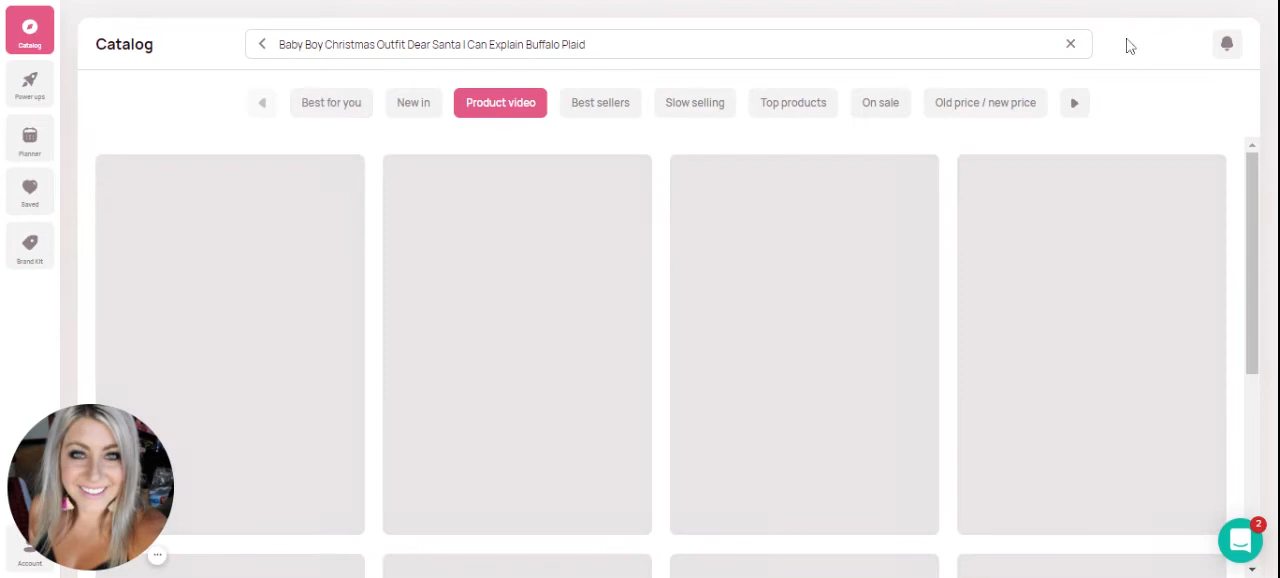 Catalog
Power ups
Planner
Saved
Brand Kit
Account
Catalog
Baby Boy Christmas Outfit Dear Santa I Can Explain Buffalo Plaid
Best for you
New in
Product video
Best sellers
Slow selling
Top products
On sale
Old price / new price
2